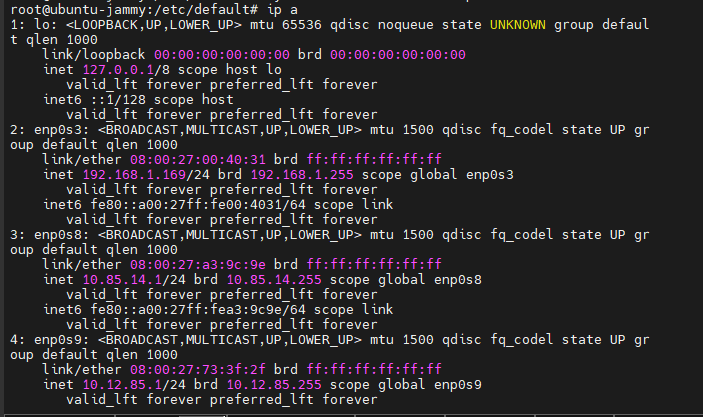 root@ubuntu-jammy:/etc/default# ip a
1: lo: <LOOPBACK,UP,LOWER_UP> mtu 65536 qdisc noqueue state UNKNOWN group defaul
t qlen 1000
    link/loopback 00:00:00:00:00:00 brd 00:00:00:00:00:00
    inet 127.0.0.1/8 scope host lo
       valid_lft forever preferred_lft forever
    inet6 ::1/128 scope host
       valid_lft forever preferred_lft forever
2: enp0s3: <BROADCAST,MULTICAST,UP,LOWER_UP> mtu 1500 qdisc fq_codel state UP gr
oup default qlen 1000
    link/ether 08:00:27:00:40:31 brd ff:ff:ff:ff:ff:ff
    inet 192.168.1.169/24 brd 192.168.1.255 scope global enp0s3
       valid_lft forever preferred_lft forever
    inet6 fe80::a00:27ff:fe00:4031/64 scope link
       valid_lft forever preferred_lft forever
3: enp0s8: <BROADCAST,MULTICAST,UP,LOWER_UP> mtu 1500 qdisc fq_codel state UP gr
oup default qlen 1000
    link/ether 08:00:27:a3:9c:9e brd ff:ff:ff:ff:ff:ff
    inet 10.85.14.1/24 brd 10.85.14.255 scope global enp0s8
       valid_lft forever preferred_lft forever
    inet6 fe80::a00:27ff:fea3:9c9e/64 scope link
       valid_lft forever preferred_lft forever
4: enp0s9: <BROADCAST,MULTICAST,UP,LOWER_UP> mtu 1500 qdisc fq_codel state UP gr
oup default qlen 1000
    link/ether 08:00:27:73:3f:2f brd ff:ff:ff:ff:ff:ff
    inet 10.12.85.1/24 brd 10.12.85.255 scope global enp0s9
       valid_lft forever preferred_lft forever